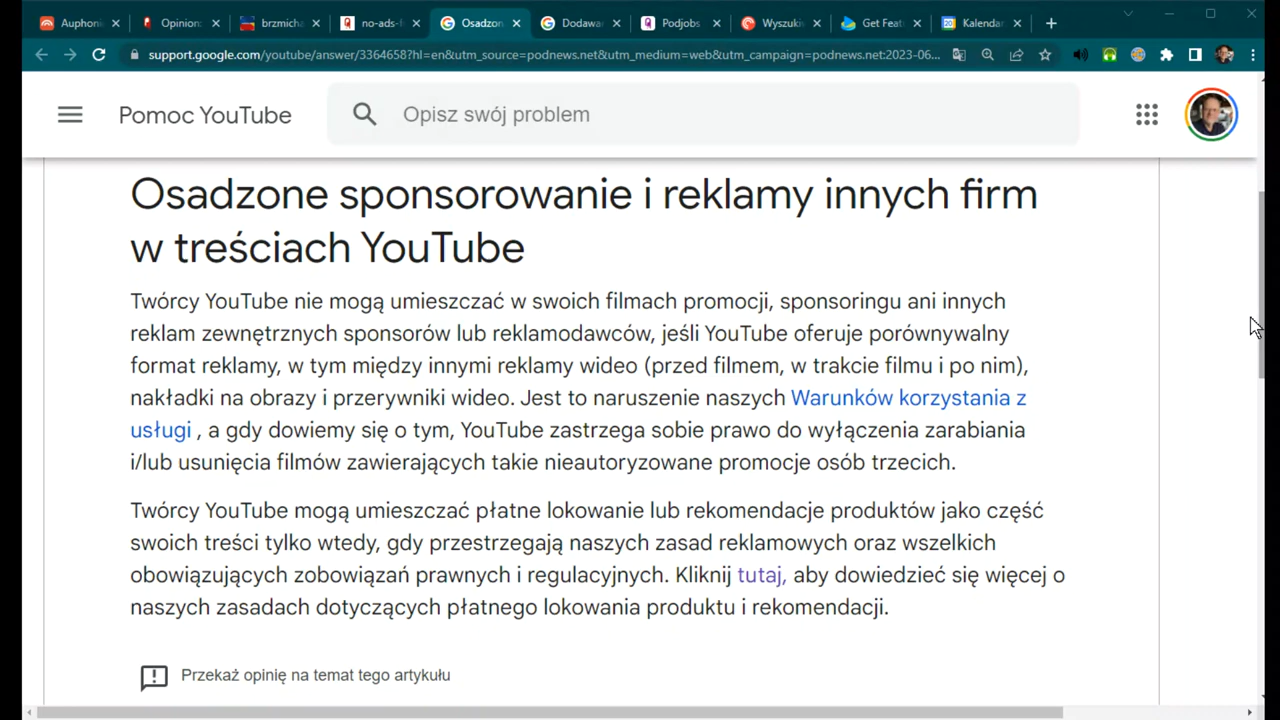 Auphoni
Opinion:
brzmicha
no-ads-l
Osadzon
Dodawar
Podjobs
Wyszuki
Get Feat
Kalendar
support.google.com/youtube/answer/3364658?hl=en&utm_source=podnews.net&utm_medium=web&utm_campaign=podnews.net:2023-06...
Pomoc YouTube
Opisz swój problem
Osadzone sponsorowanie i reklamy innych firm
w treściach YouTube
Twórcy YouTube nie mogą umieszczać w swoich filmach promocji, sponsoringu ani innych
reklam zewnętrznych sponsorów lub reklamodawców, jeśli YouTube oferuje porównywalny
format reklamy, w tym między innymi reklamy wideo (przed filmem, w trakcie filmu i po nim),
nakładki na obrazy i przerywniki wideo. Jest to naruszenie naszych Warunków korzystania z
usługi , a gdy dowiemy się o tym, YouTube zastrzega sobie prawo do wyłączenia zarabiania
i/lub usunięcia filmów zawierających takie nieautoryzowane promocje osób trzecich.
Twórcy YouTube mogą umieszczać płatne lokowanie lub rekomendacje produktów jako część
swoich treści tylko wtedy, gdy przestrzegają naszych zasad reklamowych oraz wszelkich
obowiązujących zobowiązań prawnych i regulacyjnych. Kliknij tutaj, aby dowiedzieć się więcej o
naszych zasadach dotyczących płatnego lokowania produktu i rekomendacji.
Przekaż opinię na temat tego artykułu